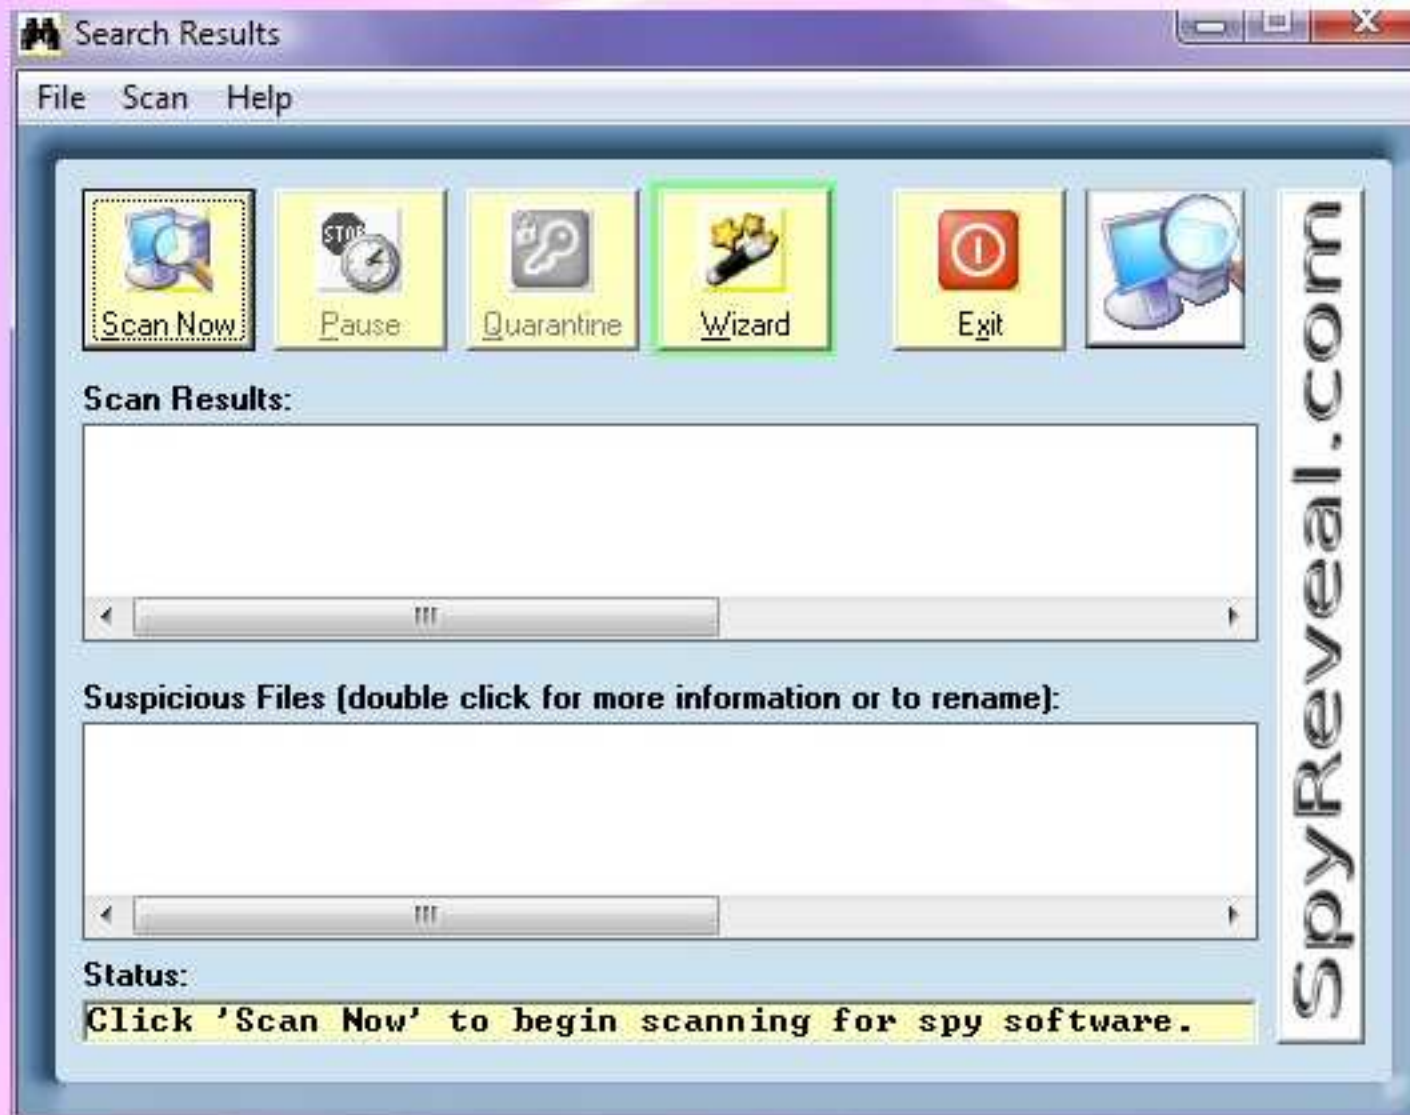 Search Results
File Scan Help
STOP
Scan Now Pause Quarantine Wizard Exit
Scan Results:
Suspicious Files (double click for more information or to rename):
Status:
Click 'Scan Now' to begin scanning for spy software.
SpyReveal.com